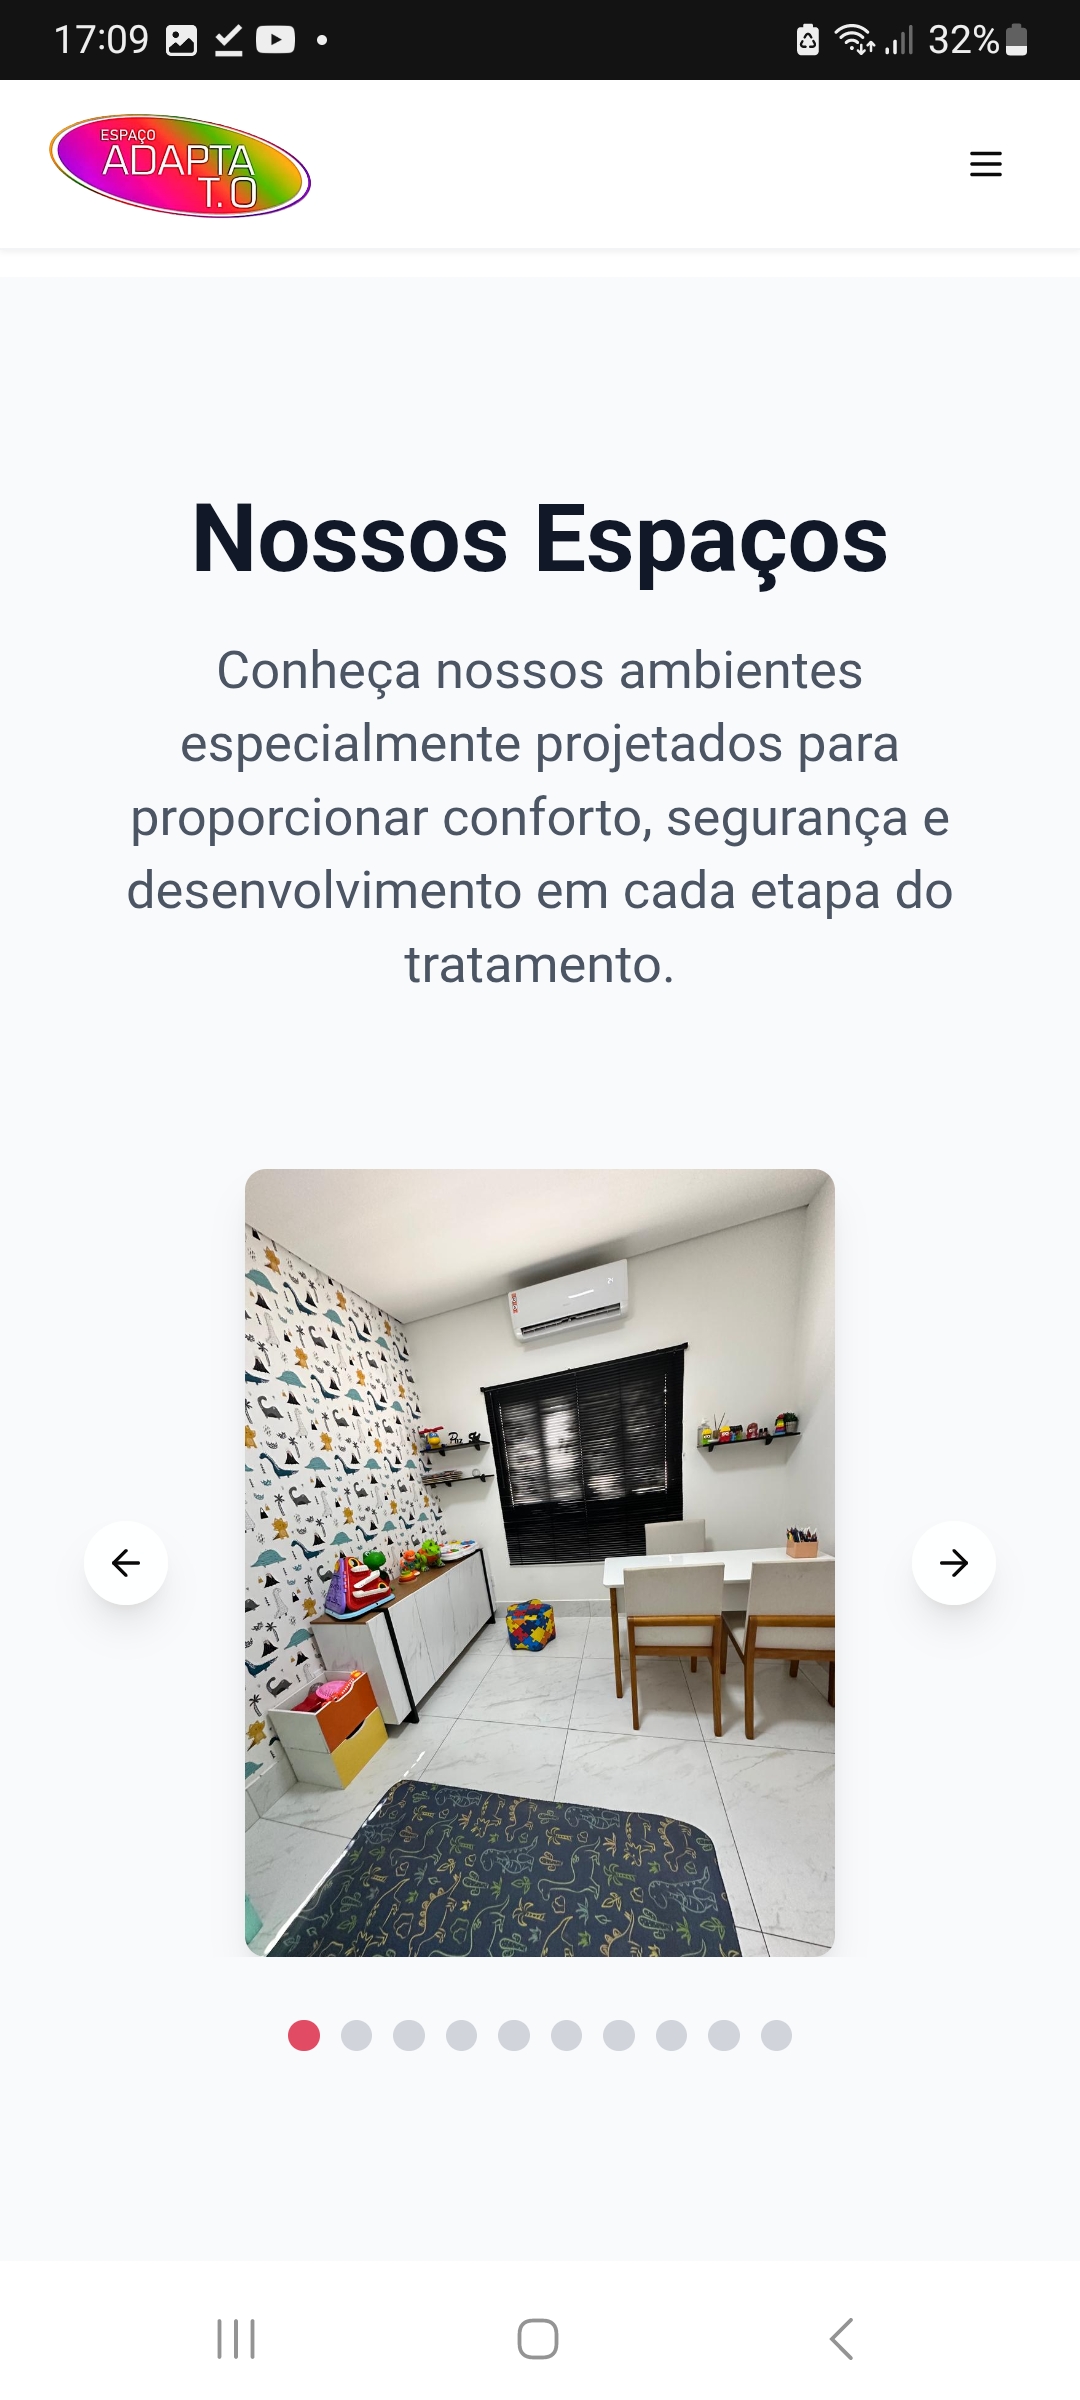 17:09
32%
ESPAÇO
ADAPTA
T.O
Nossos Espaços
Conheça nossos ambientes
especialmente projetados para
proporcionar conforto, segurança e
desenvolvimento em cada etapa do
tratamento.